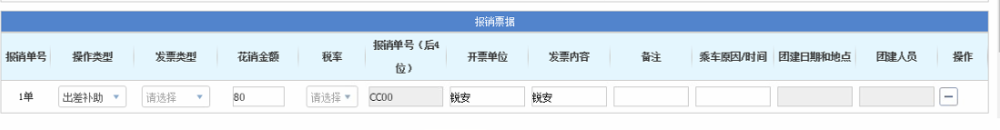 报销票据
报销单号 操作类型 发票类型 花销金额 税率 报销单号（后4位） 开票单位 发票内容 备注 乘车原因/时间 团建日期和地点 团建人员 操作
1单 出差补助 请选择 80 请选择 CC00 锐安 锐安